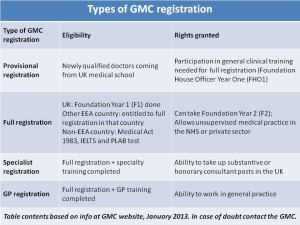 Types of GMC registration
Type of GMC
registration
Eligibility
Rights granted
Provisional
registration
Newly qualified doctors coming
from UK medical school
Participation in general clinical training
needed for full registration (Foundation
House Officer Year One (FHO1)
Full registration
UK: Foundation Year 1 (F1) done
Other EEA country: entitled to full
registration in that country
Non-EEA country: Medical Act
1983, IELTS and PLAB test
Can take Foundation Year 2 (F2);
Allows unsupervised medical practice in
the NHS or private sector
Specialist
registration
Full registration + specialty
training completed
Ability to take up substantive or
honorary consultant posts in the UK
GP registration
Full registration + GP training
completed
Ability to work in general practice
Table contents based on info at GMC website, January 2013. In case of doubt contact the GMC.